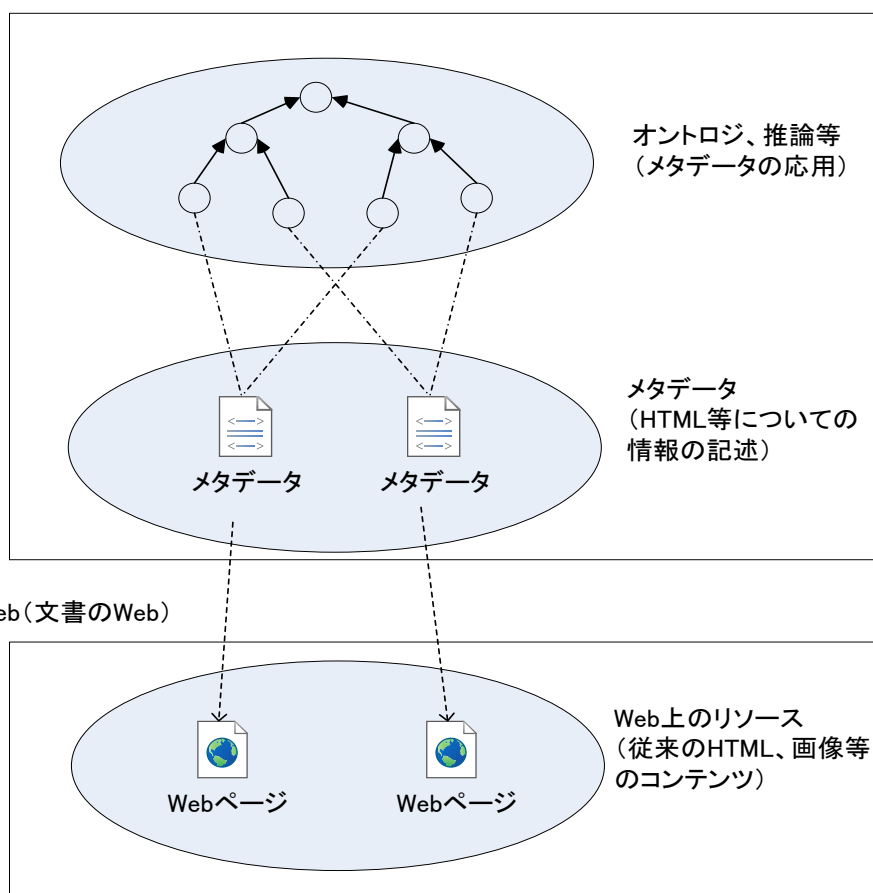 オントロジ、推論等
（メタデータの応用）
メタデータ
（HTML等についての
情報の記述）
<-->
<-->
<-->
<-->
メタデータ
メタデータ
eb（文書のWeb）
Web上のリソース
（従来のHTML、画像等
のコンテンツ）
Webページ
Webページ